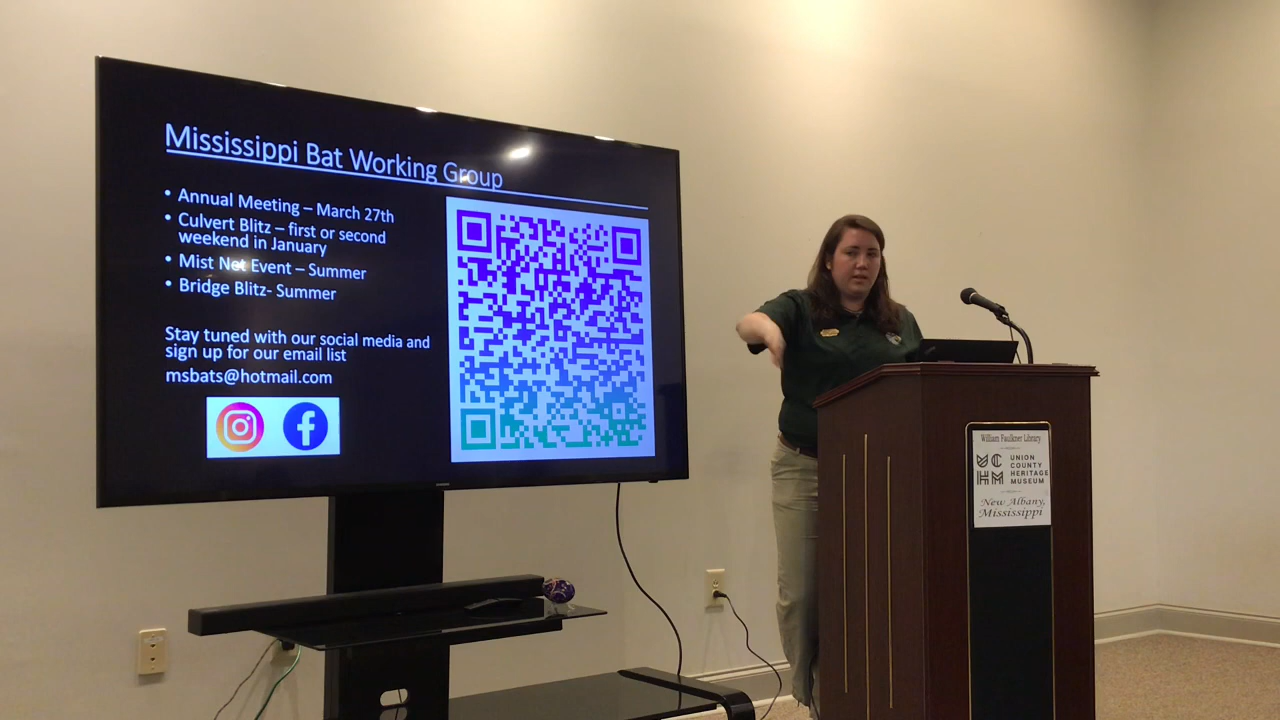 Mississippi Bat Working Group
• Annual Meeting – March 27th
• Culvert Blitz – first or second
weekend in January
• Mist Net Event – Summer
• Bridge Blitz- Summer
Stay tuned with our social media and
sign up for our email list
msbats@hotmail.com
William Faulkner Library
UCHM
UNION
COUNTY
HERITAGE
MUSEUM
New Albany,
Mississippi